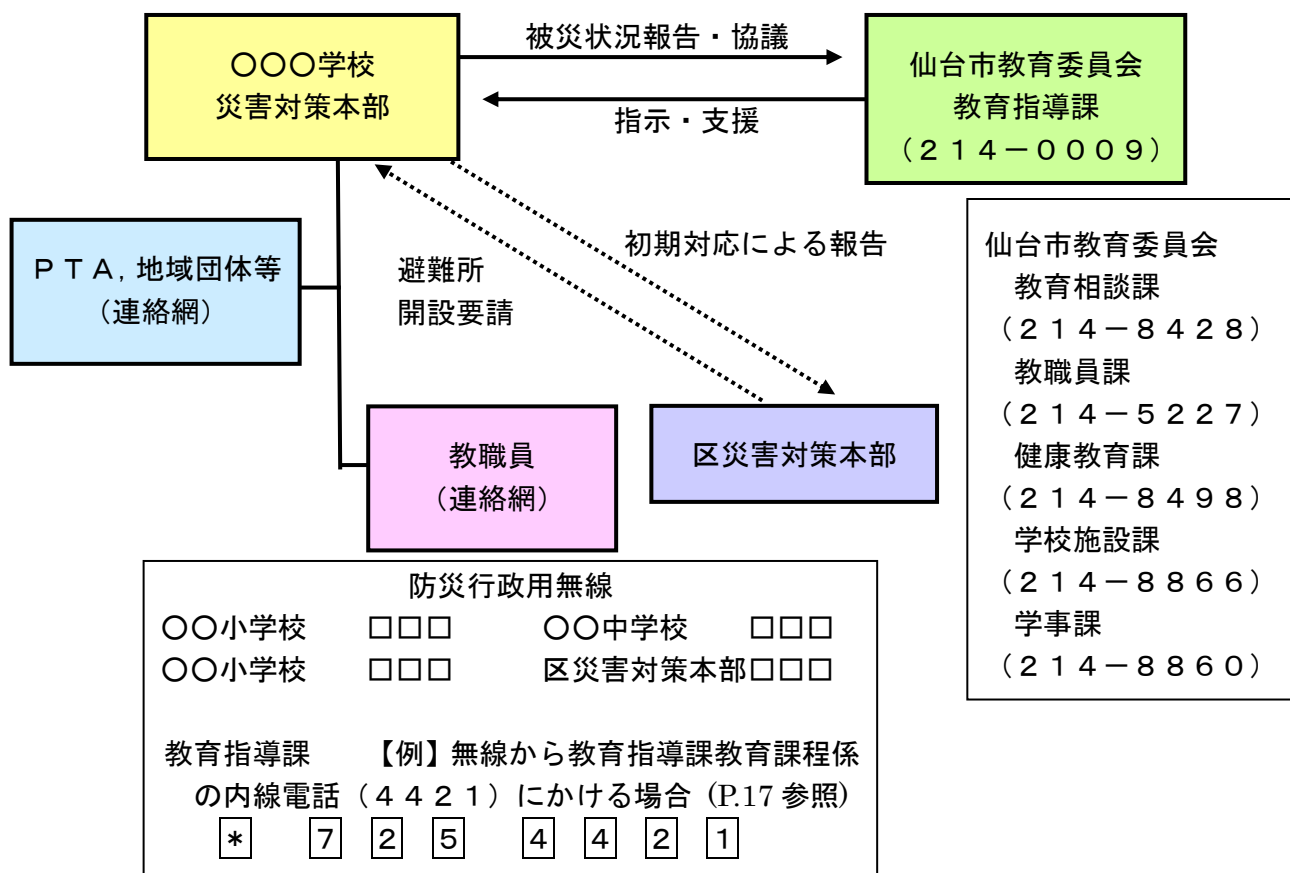 〇〇〇学校
災害対策本部
被災状況報告・協議
指示・支援
仙台市教育委員会
教育指導課
（２１４－０００９）
ＰＴＡ，地域団体等
（連絡網）
避難所
開設要請
初期対応による報告
教職員
（連絡網）
区災害対策本部
仙台市教育委員会
教育相談課
（２１４－８４２８）
教職員課
（２１４－５２２７）
健康教育課
（２１４－８４９８）
学校施設課
（２１４－８８６６）
学事課
（２１４－８８６０）
防災行政用無線
〇〇小学校　□□□　〇〇中学校　□□□
〇〇小学校　□□□　区災害対策本部□□□
教育指導課　【例】無線から教育指導課教育課程係
の内線電話（４４２１）にかける場合 (P.17 参照)
* 7 2 5 4 4 2 1